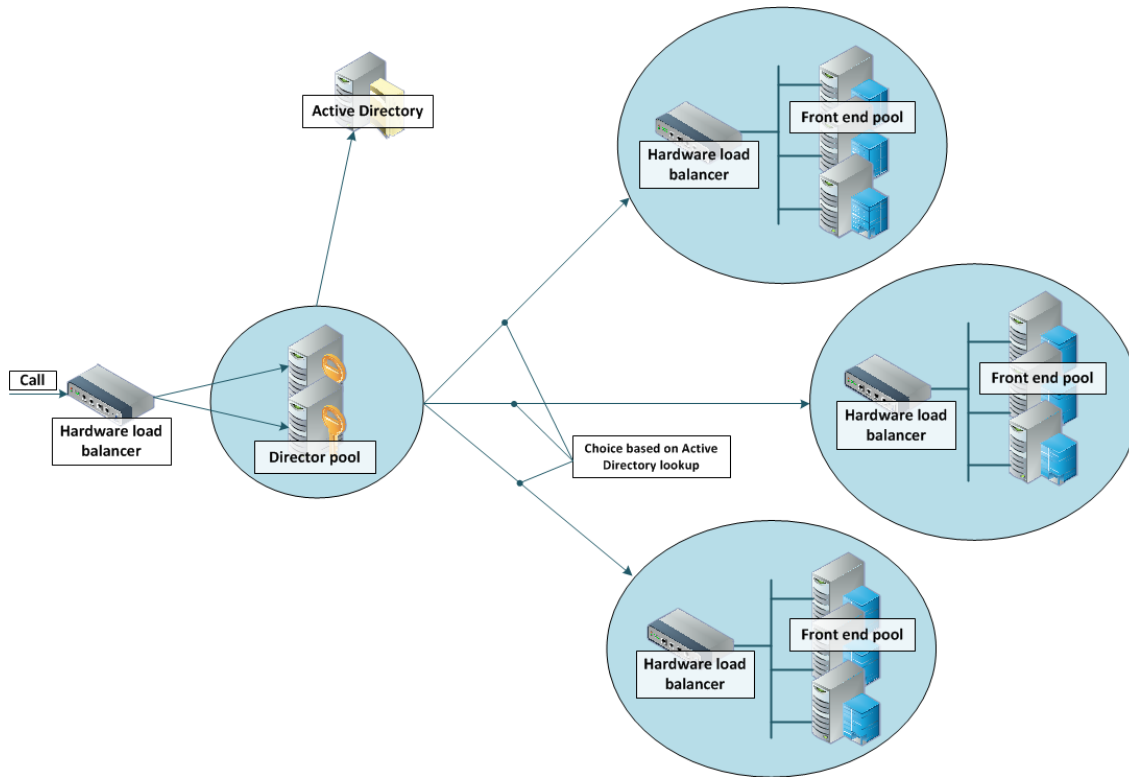 Active Directory
Front end pool
Hardware load
balancer
Call
Hardware load
balancer
Director pool
Choice based on Active
Directory lookup
Front end pool
Hardware load
balancer
Front end pool
Hardware load
balancer